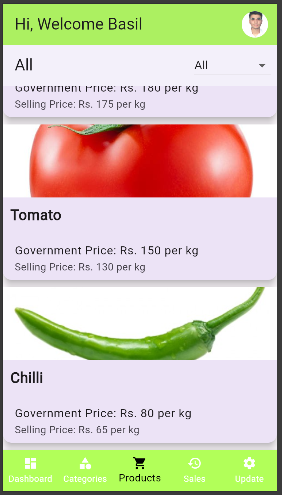 Hi, Welcome Basil
All
All
Government Price: Rs. 180 per kg
Selling Price: Rs. 175 per kg
Tomato
Government Price: Rs. 150 per kg
Selling Price: Rs. 130 per kg
Chilli
Government Price: Rs. 80 per kg
Selling Price: Rs. 65 per kg
Dashboard
Categories
Products
Sales
Update